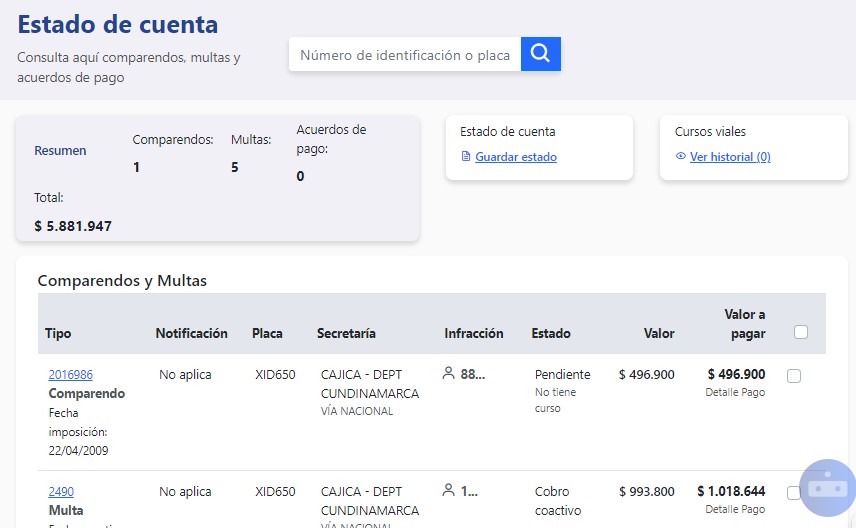 Estado de cuenta
Consulta aquí comparendos, multas y
acuerdos de pago
Número de identificación o placa
Resumen
Comparendos:
1
Multas:
5
Acuerdos de
pago:
0
Total:
$ 5.881.947
Estado de cuenta
Guardar estado
Cursos viales
Ver historial (0)
Comparendos y Multas
Tipo Notificación Placa Secretaría Infracción Estado Valor Valor a
pagar
2016986 No aplica XID650 CAJICA - DEPT 88... Pendiente $ 496.900 $ 496.900
Comparendo CUNDINAMARCA No tiene Detalle Pago
Fecha VÍA NACIONAL curso
imposición:
22/04/2009
2490 No aplica XID650 CAJICA - DEPT 1... Cobro $ 993.800 $ 1.018.644
Multa CUNDINAMARCA coactivo Detalle Pago
VÍA NACIONAL